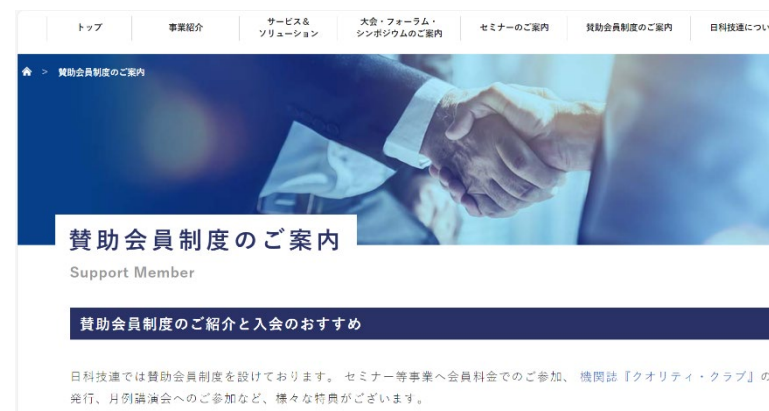 トップ
事業紹介
サービス&
ソリューション
大会・フォーラム・
シンポジウムのご案内
セミナーのご案内
賛助会員制度のご案内
日科技連につい
> 賛助会員制度のご案内
賛助会員制度のご案内
Support Member
賛助会員制度のご紹介と入会のおすすめ
日科技連では賛助会員制度を設けております。 セミナー等事業へ会員料金でのご参加、 機関誌『クオリティ・クラブ』の
発行、月例講演会へのご参加など、様々な特典がございます。